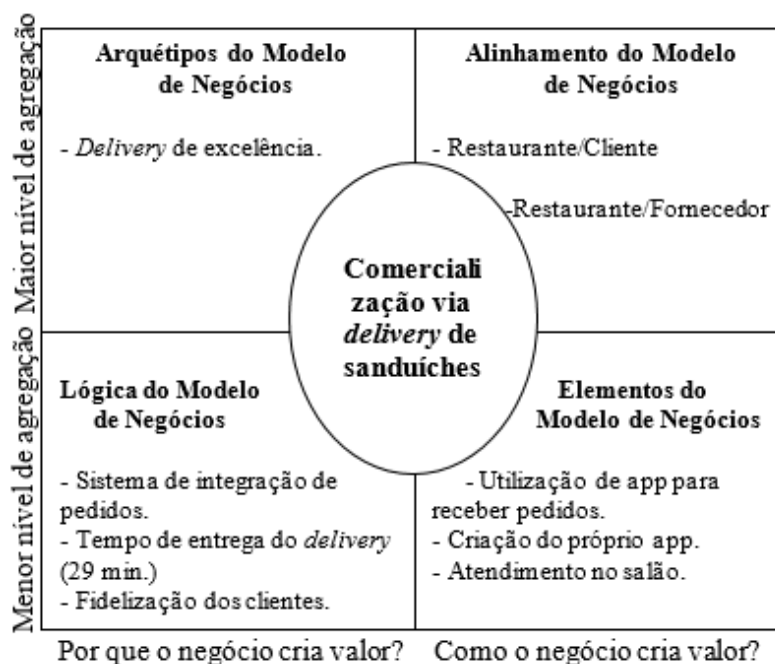 Maior nível de agregação
Arquétipos do Modelo
de Negócios
- Delivery de excelência.
Alinhamento do Modelo
de Negócios
- Restaurante/Cliente
-Restaurante/Fornecedor
Comerciali
zação via
delivery de
sanduíches
Menor nível de agregação
Lógica do Modelo
de Negócios
- Sistema de integração de
pedidos.
- Tempo de entrega do delivery
(29 min.)
- Fidelização dos clientes.
Elementos do
Modelo de Negócios
- Utilização de app para
receber pedidos.
- Criação do próprio app.
- Atendimento no salão.
Por que o negócio cria valor?
Como o negócio cria valor?